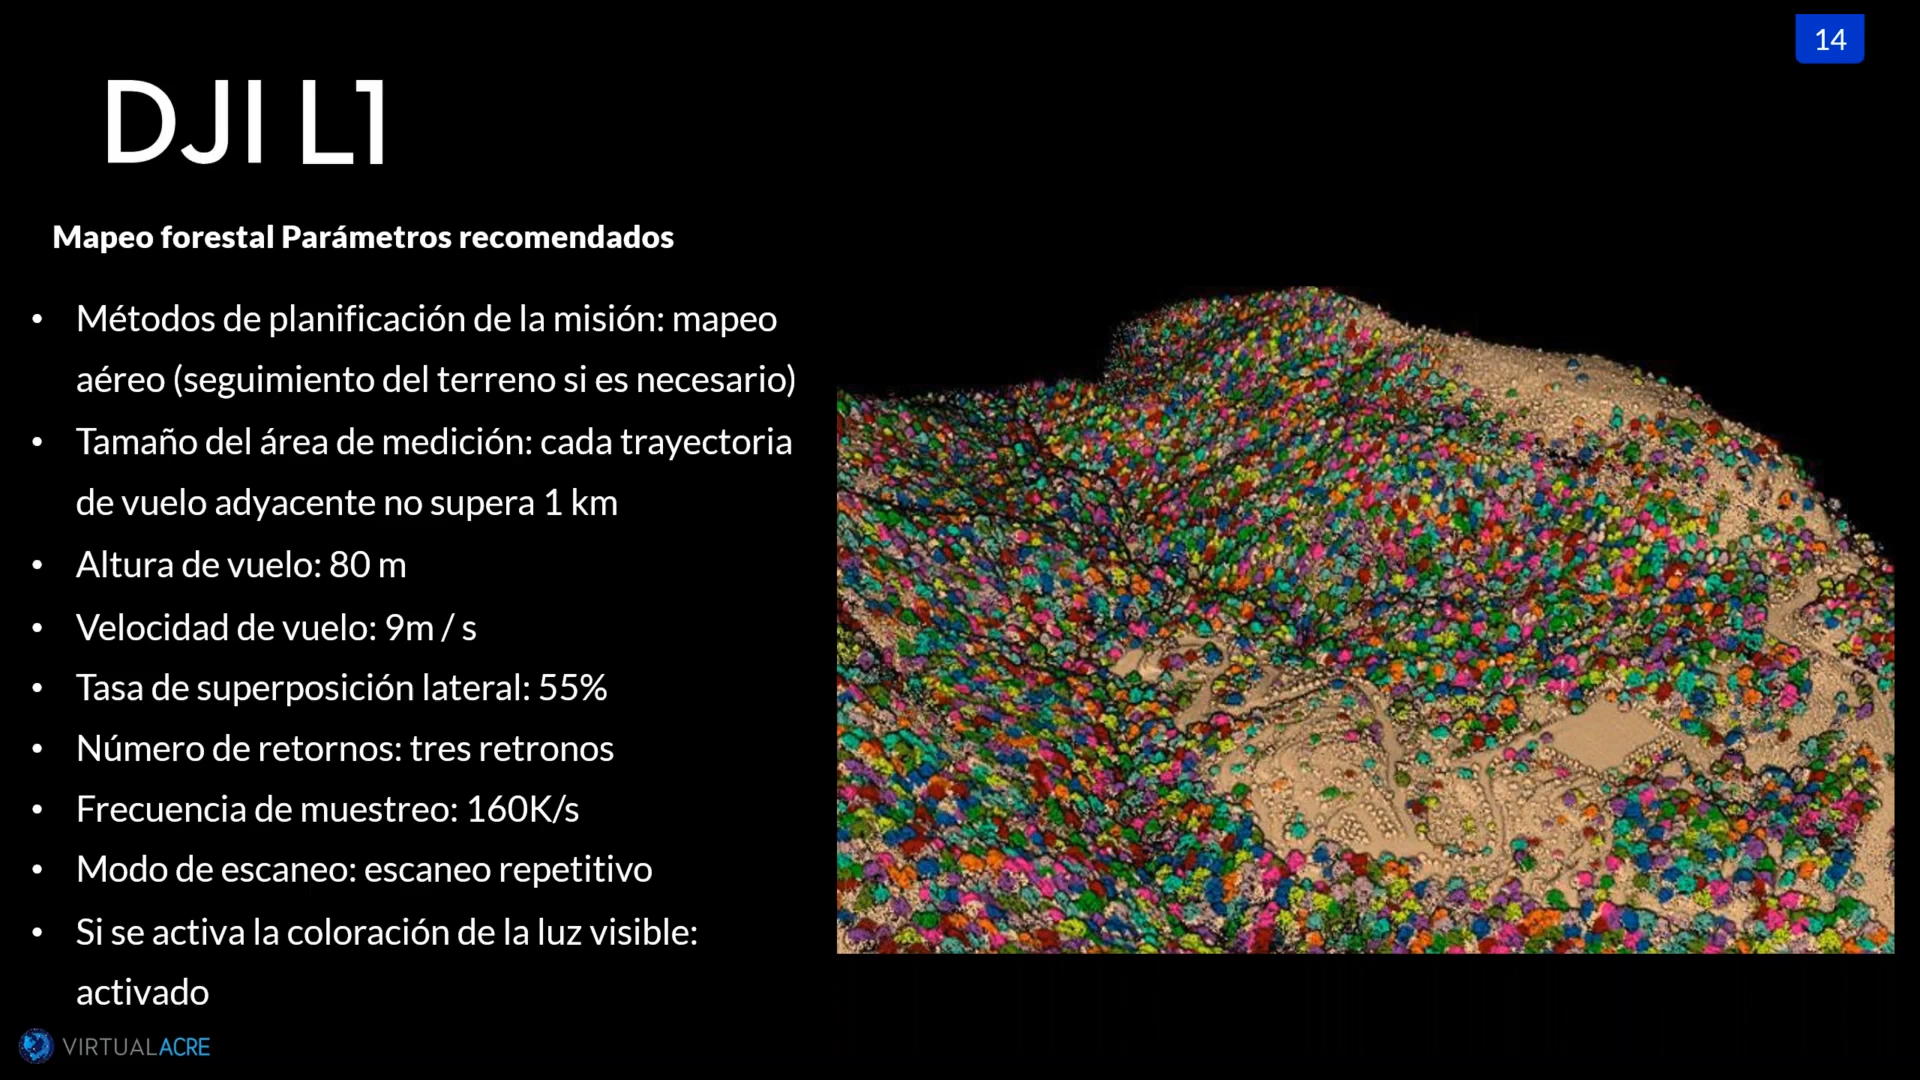 14
DJI L1
Mapeo forestal Parámetros recomendados
• Métodos de planificación de la misión: mapeo
aéreo (seguimiento del terreno si es necesario)
• Tamaño del área de medición: cada trayectoria
de vuelo adyacente no supera 1 km
• Altura de vuelo: 80 m
• Velocidad de vuelo: 9m / s
• Tasa de superposición lateral: 55%
• Número de retornos: tres retronos
• Frecuencia de muestreo: 160K/s
• Modo de escaneo: escaneo repetitivo
• Si se activa la coloración de la luz visible:
activado
VIRTUALACRE